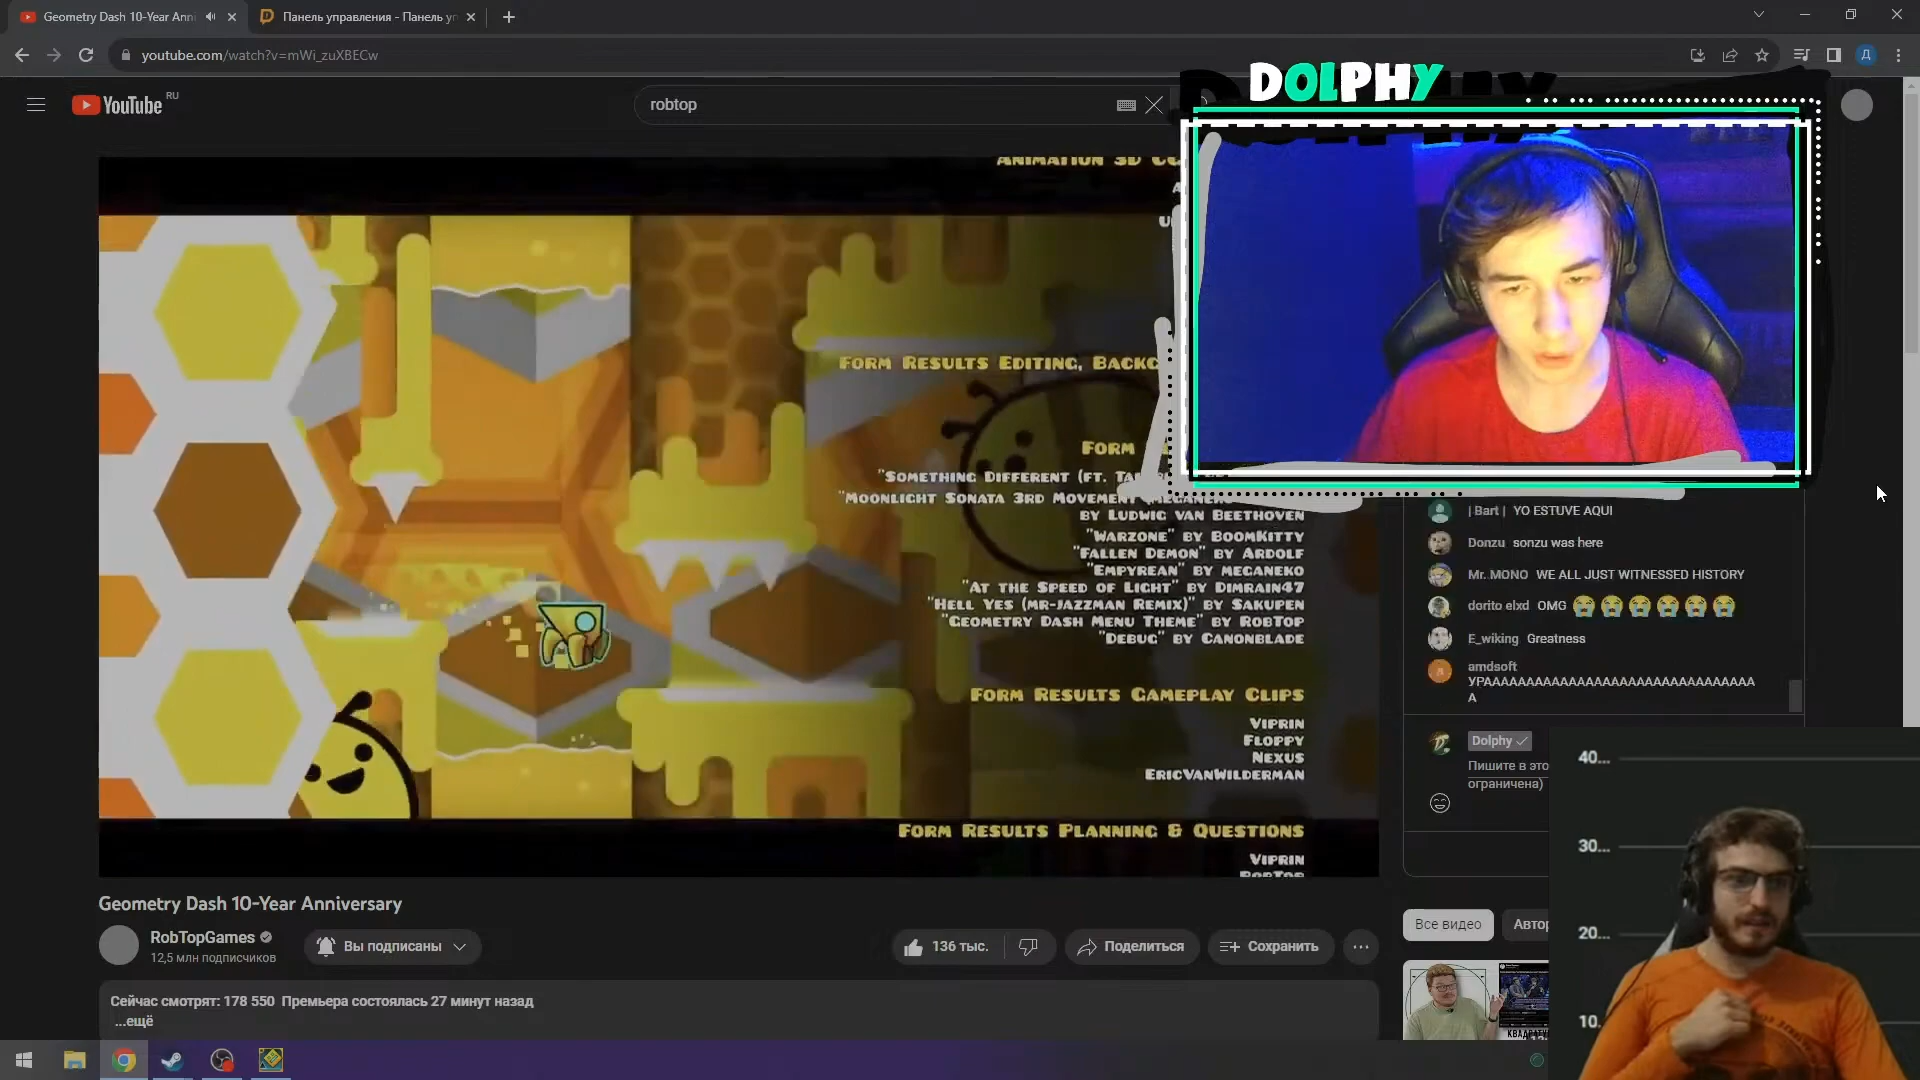 Geometry Dash 10-Year Anni
Панель управления - Панель уп
youtube.com/watch?v=mWi_zuXBECw
YouTube RU
robtop
DOLPHY
FORM RESULTS EDITING, BACKG
FORM
"SOMETHING DIFFERENT (FT.
"MOONLIGHT SONATA 3RD MOVEMENT
BY LUDWIG VAN BEETHOVEN
"WARZONE" BY BOOMKITTY
"FALLEN DEMON" BY ARDOLF
"EMPYREAN" BY MEGANEKO
"AT THE SPEED OF LIGHT" BY DIMRAIN47
"HELL YES (MR-JAZZMAN REMIX)" BY SAKUPEN
"GEOMETRY DASH MENU THEME" BY ROBTOP
"DEBUG" BY CANONBLADE
FORM RESULTS GAMEPLAY CLIPS
VIPRIN
FLOPPY
NEXUS
ERICVANWILDERMAN
FORM RESULTS PLANNING & QUESTIONS
VIPRIN
ROBTOP
| Bart | YO ESTUVE AQUI
Donzu sonzu was here
Mr. MONO WE ALL JUST WITNESSED HISTORY
dorito elxd OMG 😭😭😭😭😭😭
E_wiking Greatness
amdsoft
УРАААААААААААААААААААААААААААААААА
А
Dolphy
Пишите в это
ограничена)
40...
30...
20...
10.
Geometry Dash 10-Year Anniversary
RobTopGames
12,5 млн подписчиков
Вы подписаны
136 тыс.
Поделиться
Сохранить
Все видео
Автор
Сейчас смотрят: 178 550 Премьера состоялась 27 минут назад
...ещё